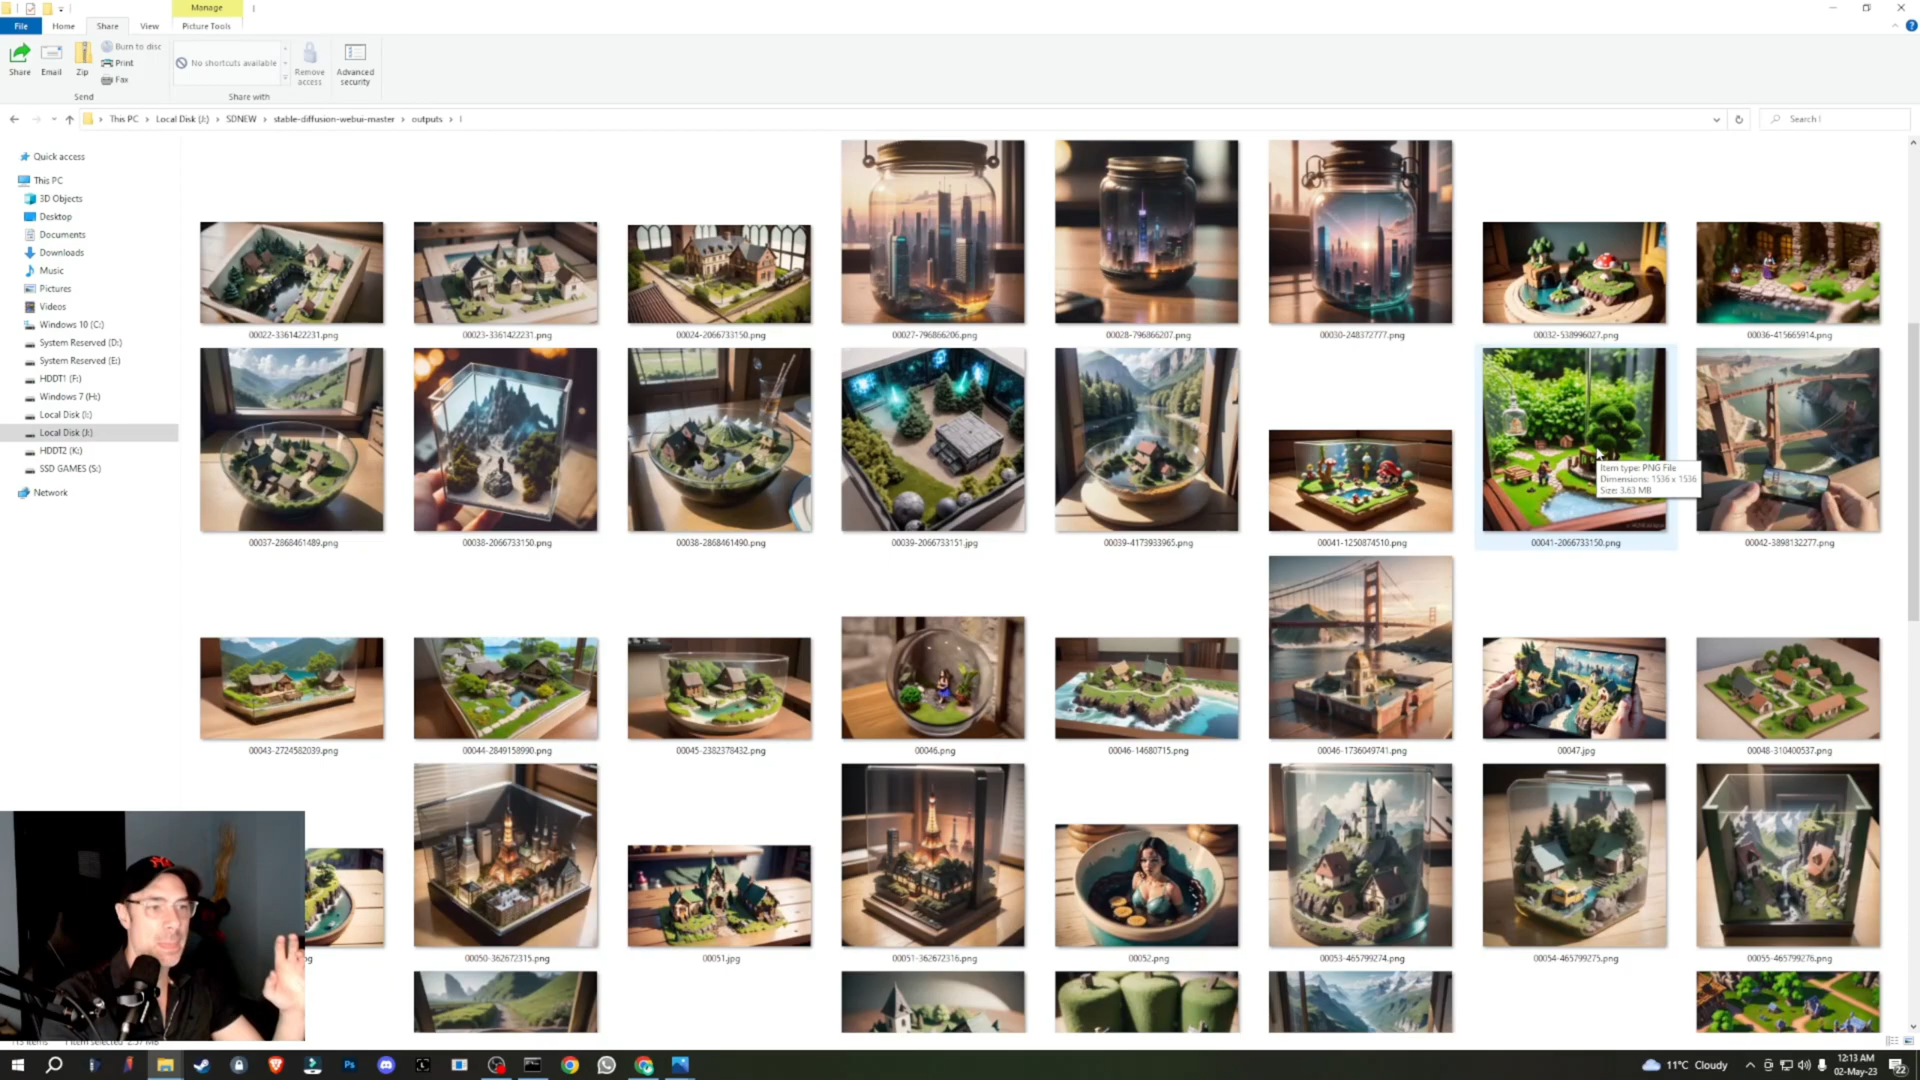 Manage
File
Home
Share
View
Picture Tools
Share
Email
Zip
Burn to disc
Print
Fax
No shortcuts available
Remove access
Advanced security
Send
Share with
This PC
Local Disk (J:)
SDNEW
stable-diffusion-webui-master
outputs
Search I
Quick access
This PC
3D Objects
Desktop
Documents
Downloads
Music
Pictures
Videos
Windows 10 (C:)
System Reserved (D:)
System Reserved (E:)
HDDT1 (F:)
Windows 7 (H:)
Local Disk (I:)
Local Disk (J:)
HDDT2 (K:)
SSD GAMES (S:)
Network
00022-3361422231.png
00023-3361422231.png
00024-2066733150.png
00027-796866206.png
00028-796866207.png
00030-248372777.png
00032-538996027.png
00036-415665914.png
00037-2868461489.png
00038-2066733150.png
00038-2868461490.png
00039-2066733151.jpg
00039-4173933965.png
00041-1250874510.png
00041-2066733150.png
00042-3898132277.png
Item type: PNG File
Dimensions: 1536 x 1536
Size: 3.63 MB
00043-2724582039.png
00044-2849158990.png
00045-2382378432.png
00046.png
00046-14680715.png
00046-1736049741.png
00047.jpg
00048-310400537.png
00050-362672315.png
00051.jpg
00051-362672316.png
00052.png
00053-465799274.png
00054-465799275.png
00055-465799276.png
11°C Cloudy
12:13 AM
02-May-23
22